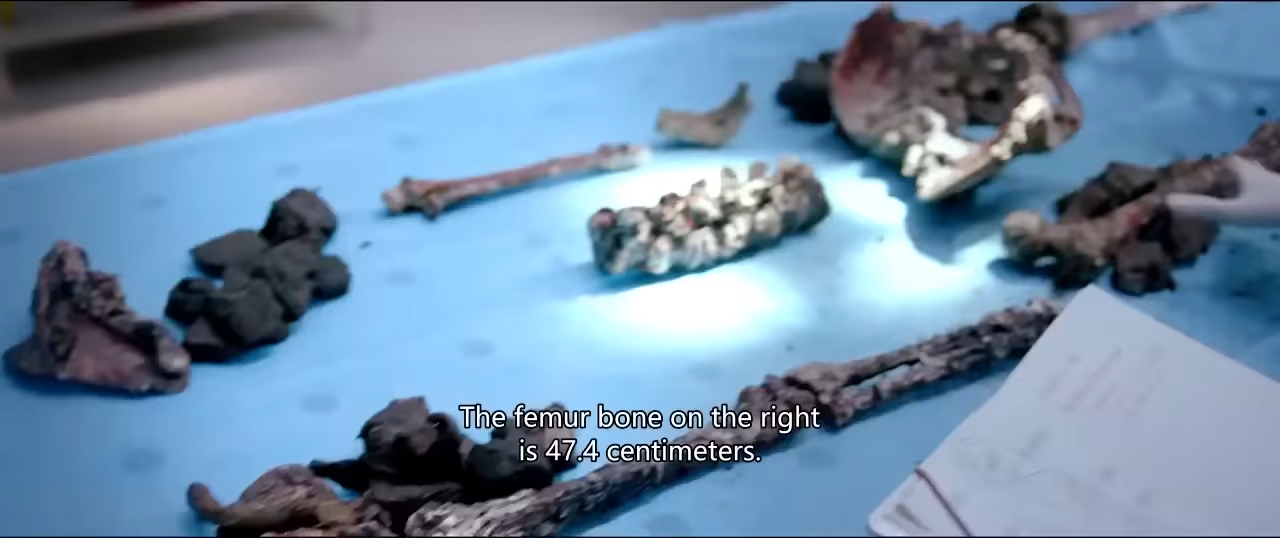 The femur bone on the right
is 47.4 centimeters.